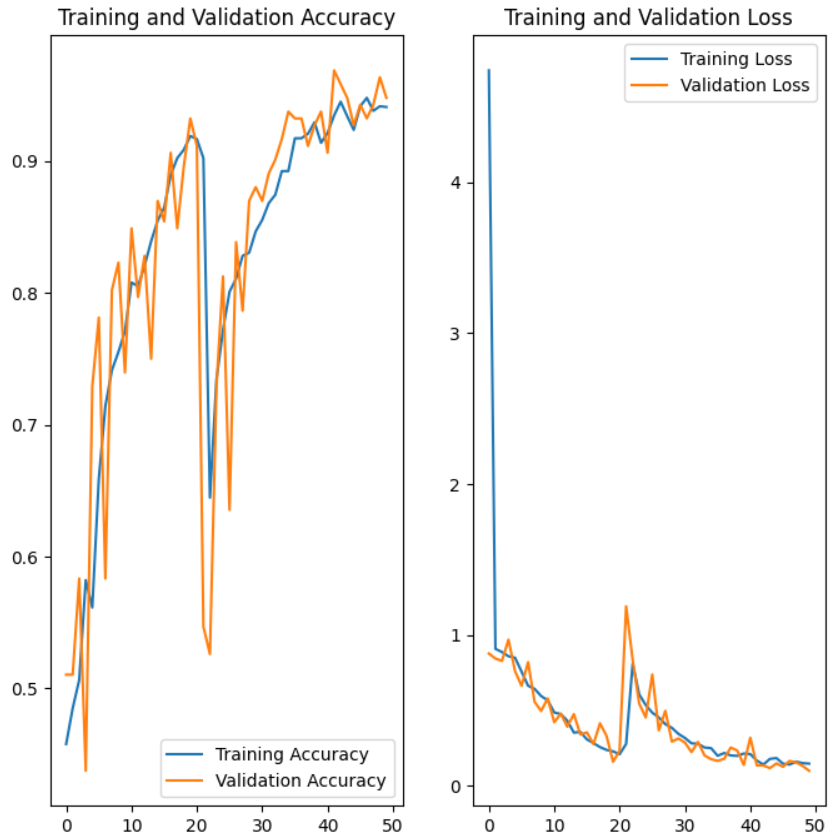 Training and Validation Accuracy
0.9
0.8
0.7
0.6
0.5
Training Accuracy
Validation Accuracy
0 10 20 30 40 50
Training and Validation Loss
Training Loss
Validation Loss
4
3
2
1
0
0 10 20 30 40 50